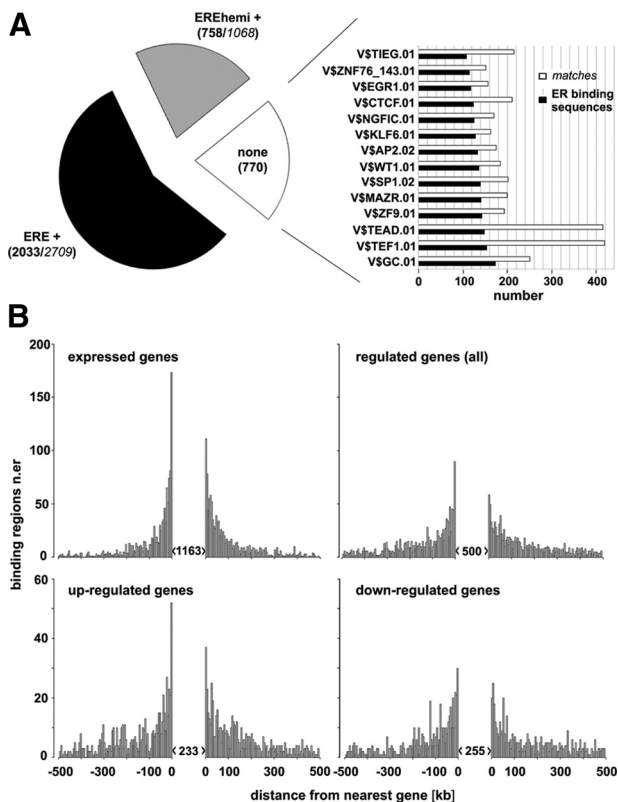 A
EREhemi +
(758/1068)
none
(770)
ERE +
(2033/2709)
V$TIEG.01
V$ZNF76_143.01
V$EGR1.01
V$CTCF.01
V$NGFIC.01
V$KLF6.01
V$AP2.02
V$WT1.01
V$SP1.02
V$MAZR.01
V$ZF9.01
V$TEAD.01
V$TEF1.01
V$GC.01
matches
ER binding
sequences
0 100 200 300 400
number
B
binding regions n.er
200
150
100
50
0
expressed genes
<1163>
regulated genes (all)
< 500 >
60
40
20
0
up-regulated genes
< 233 >
down-regulated genes
< 255 >
-500 -300 -100 0 0 100 300 500
-500 -300 -100 0 0 100 300 500
distance from nearest gene [kb]